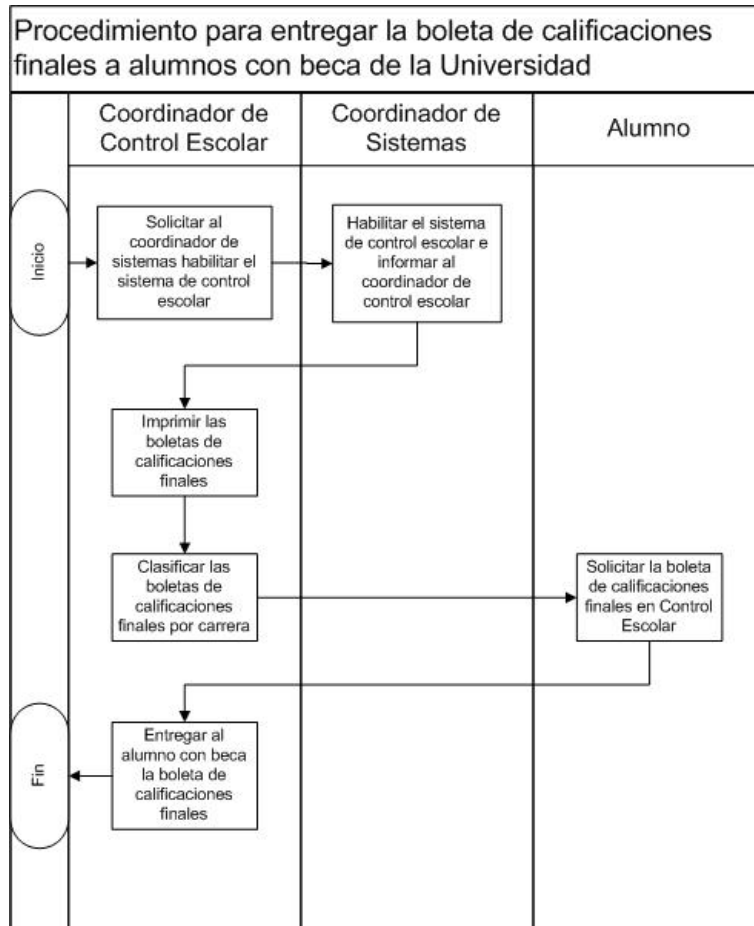 Procedimiento para entregar la boleta de calificaciones
finales a alumnos con beca de la Universidad
Coordinador de
Control Escolar
Coordinador de
Sistemas
Alumno
Inicio
Solicitar al
coordinador de
sistemas habilitar el
sistema de control
escolar
Habilitar el sistema
de control escolar e
informar al
coordinador de
control escolar
Imprimir las
boletas de
calificaciones
finales
Clasificar las
boletas de
calificaciones
finales por carrera
Solicitar la boleta
de calificaciones
finales en Control
Escolar
Entregar al
alumno con beca
la boleta de
calificaciones
finales
Fin